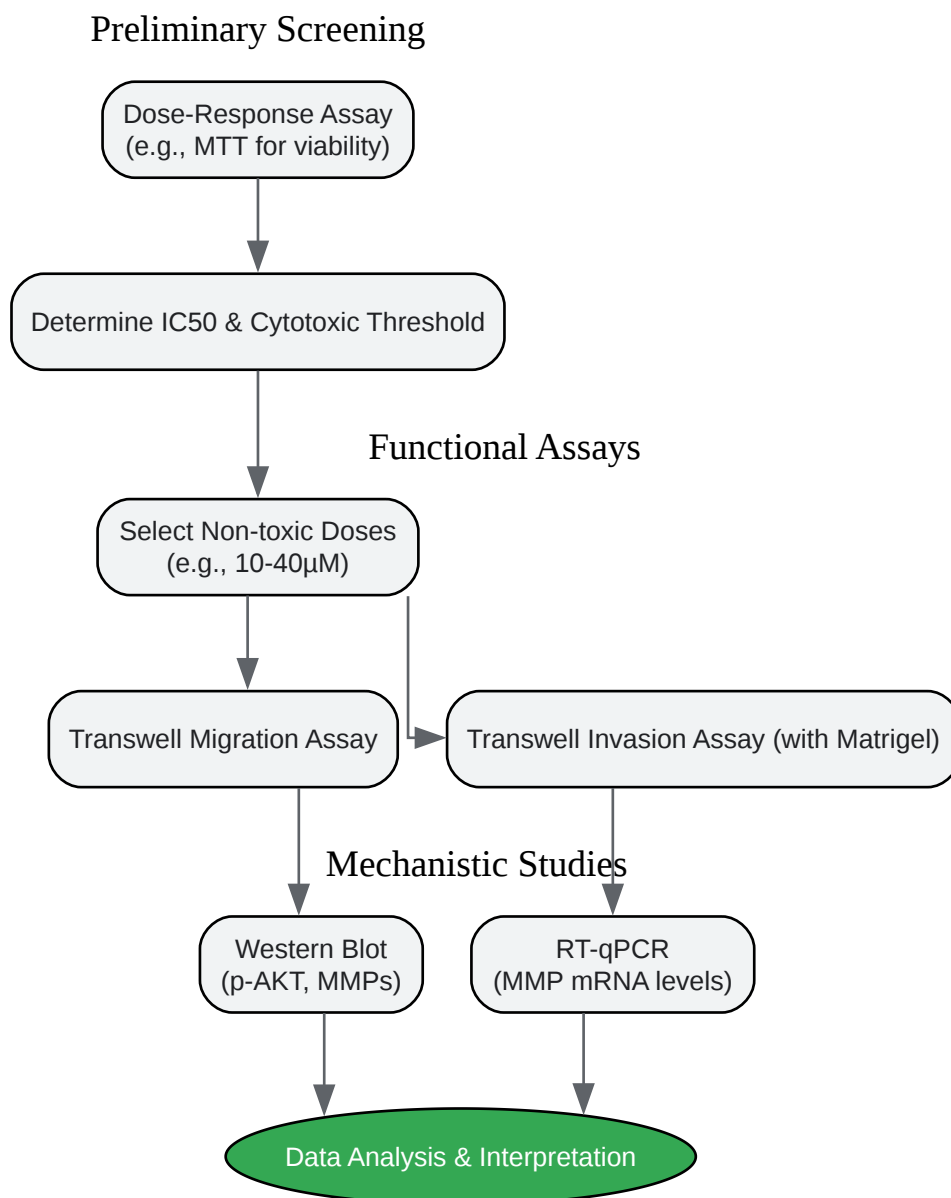 Preliminary Screening
Dose-Response Assay
(e.g., MTT for viability)
Determine IC50 & Cytotoxic Threshold
Functional Assays
Select Non-toxic Doses
(e.g., 10-40µM)
Transwell Migration Assay
Transwell Invasion Assay (with Matrigel)
Mechanistic Studies
Western Blot
(p-AKT, MMPs)
RT-qPCR
(MMP mRNA levels)
Data Analysis & Interpretation